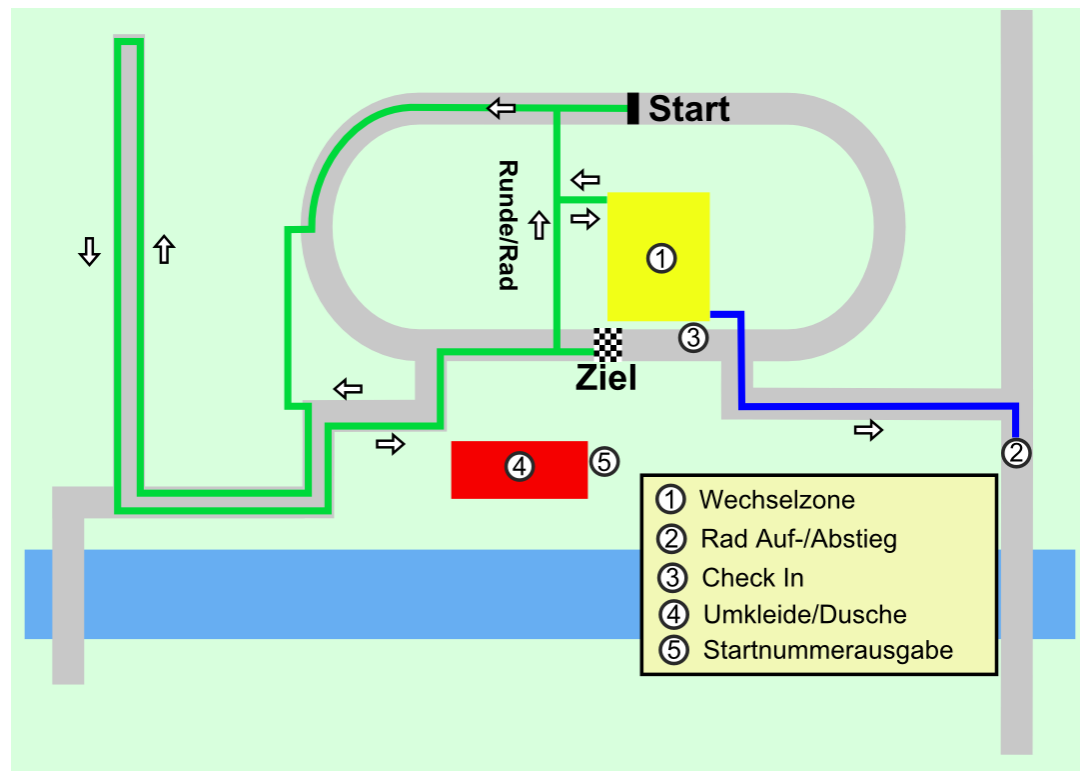 Start
Runde/Rad
1
3
Ziel
2
4
5
1 Wechselzone
2 Rad Auf-/Abstieg
3 Check In
4 Umkleide/Dusche
5 Startnummerausgabe